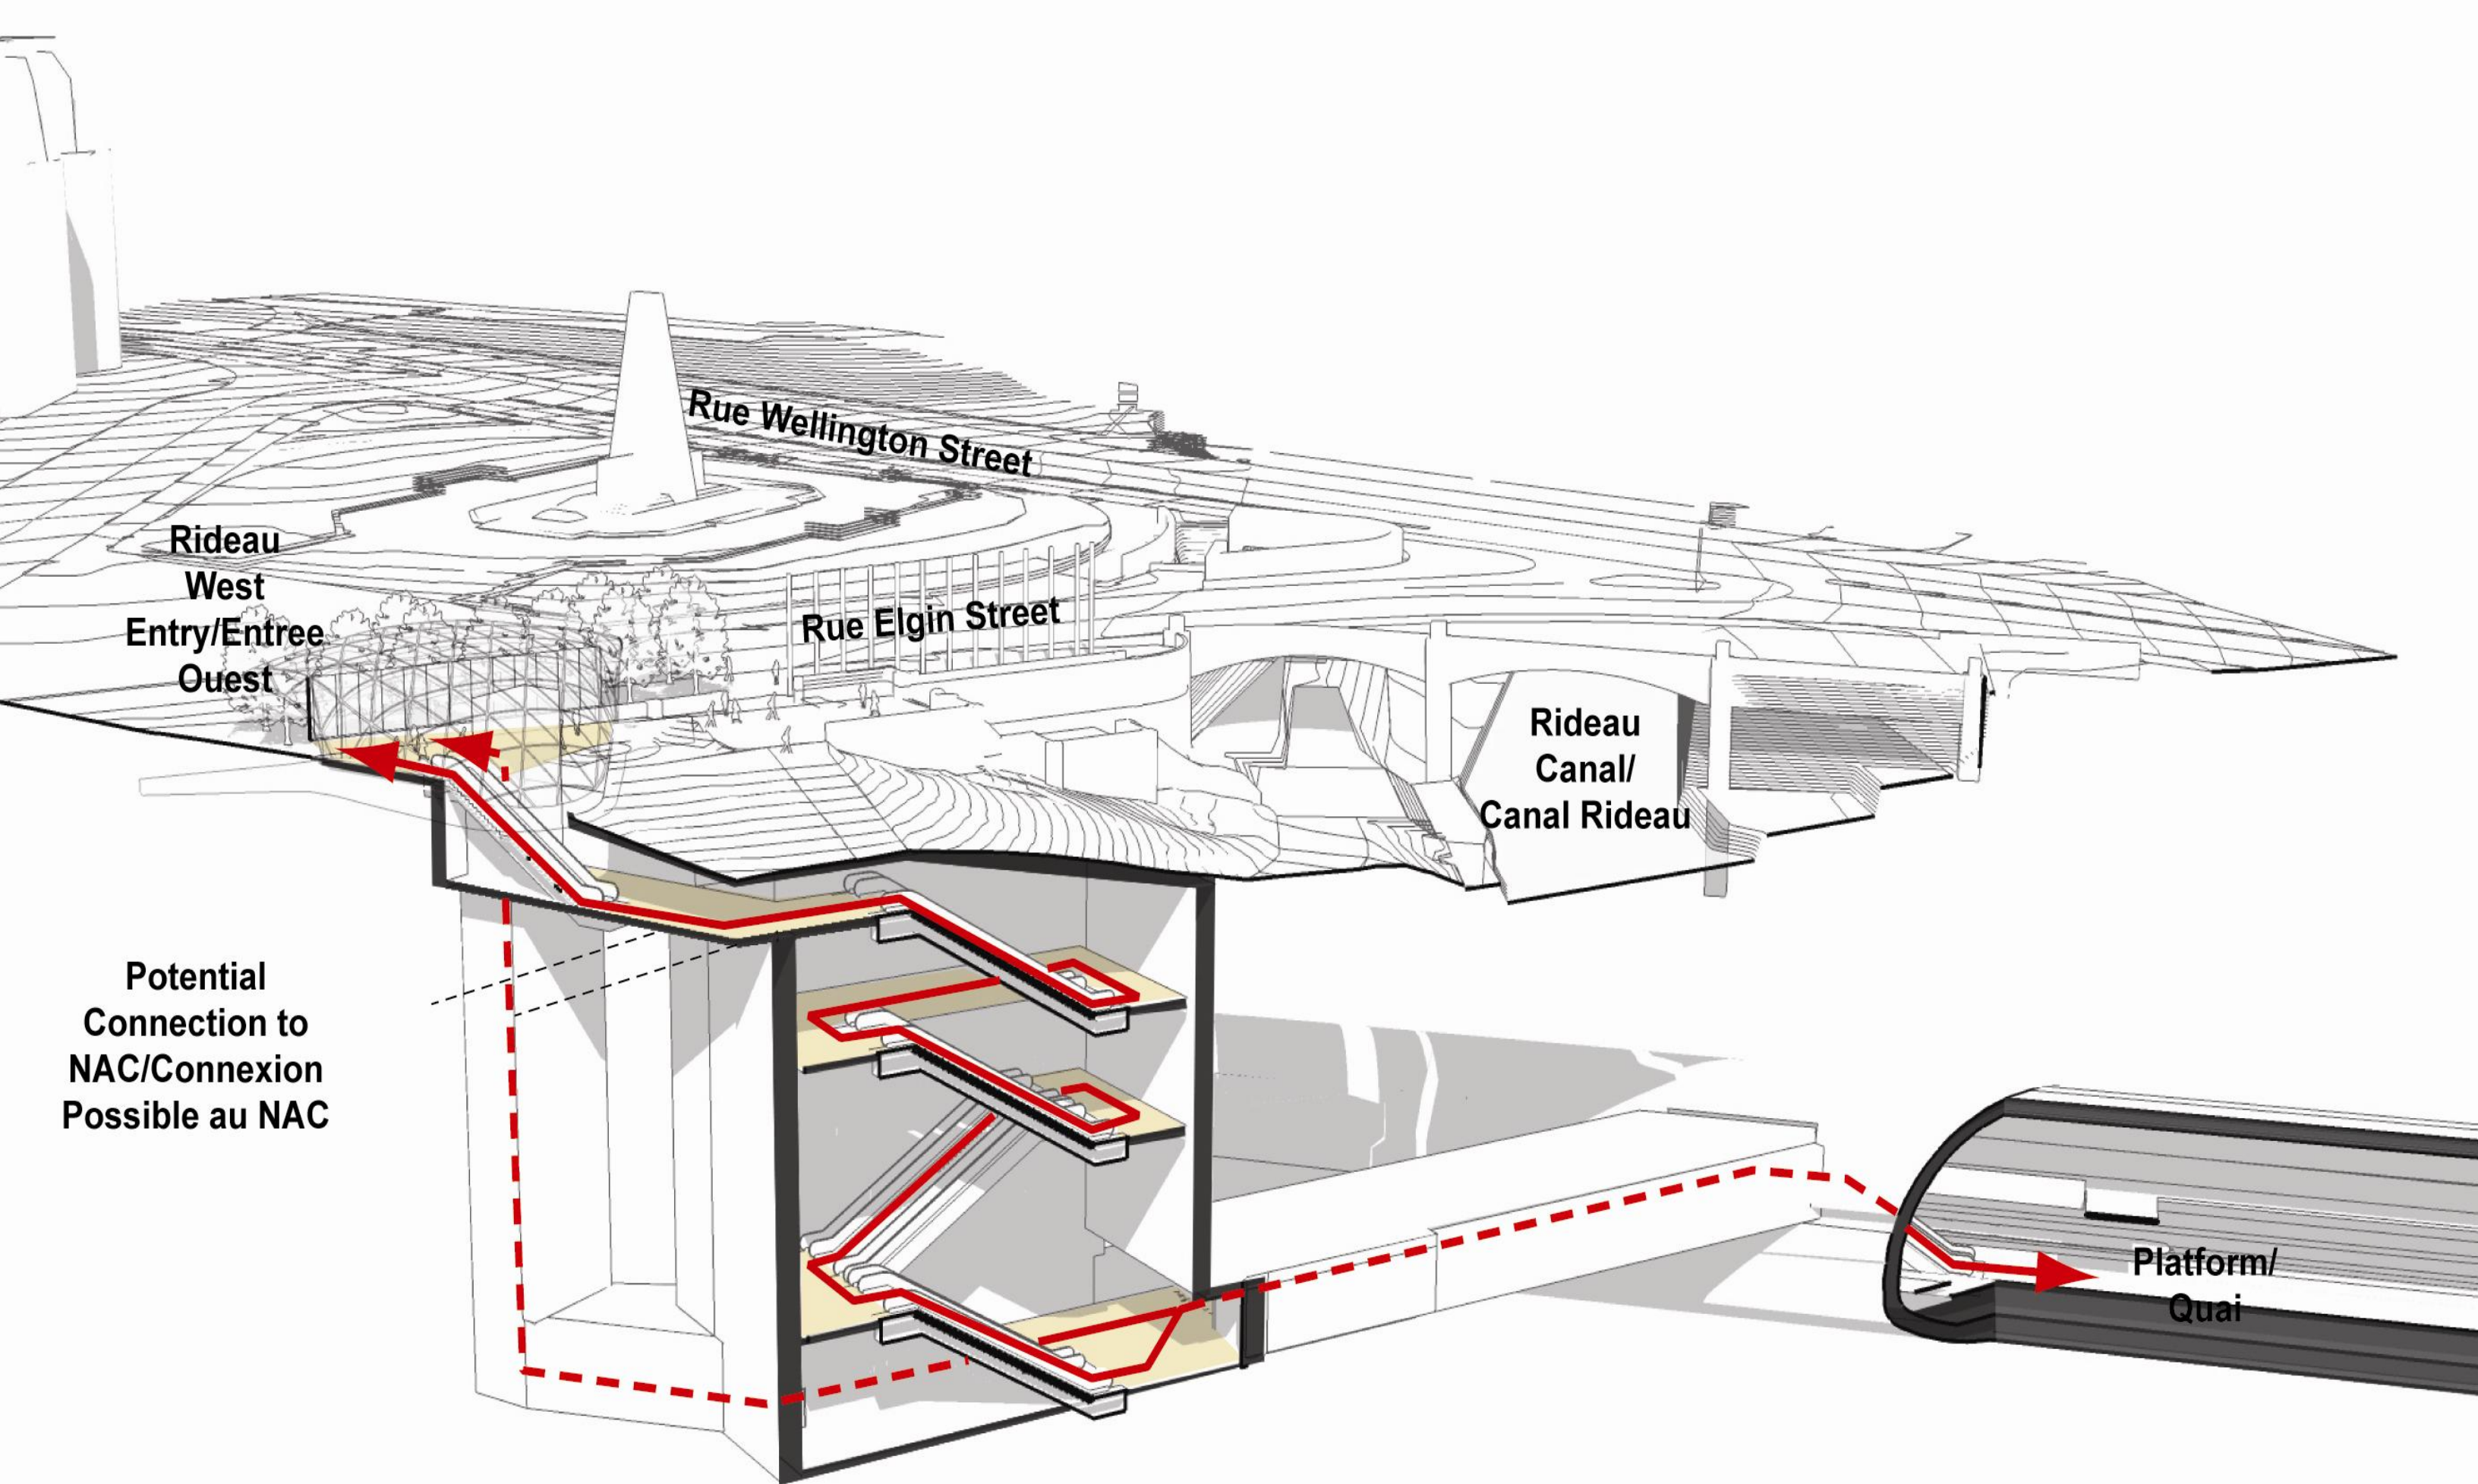 Rue Wellington Street
Rideau
West
Entry/Entree
Ouest
Rue Elgin Street
Rideau
Canal/
Canal Rideau
Potential
Connection to
NAC/Connexion
Possible au NAC
Platform/
Quai